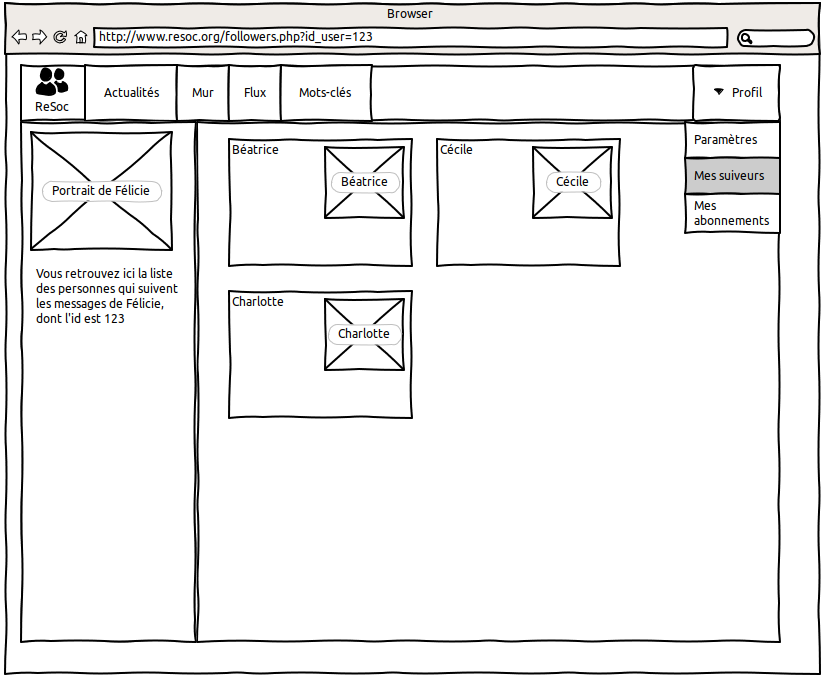 Browser
http://www.resoc.org/followers.php?id_user=123
ReSoc
Actualités
Mur
Flux
Mots-clés
Profil
Paramètres
Mes suiveurs
Mes
abonnements
Portrait de Félicie
Vous retrouvez ici la liste
des personnes qui suivent
les messages de Félicie,
dont l'id est 123
Béatrice
Béatrice
Cécile
Cécile
Charlotte
Charlotte